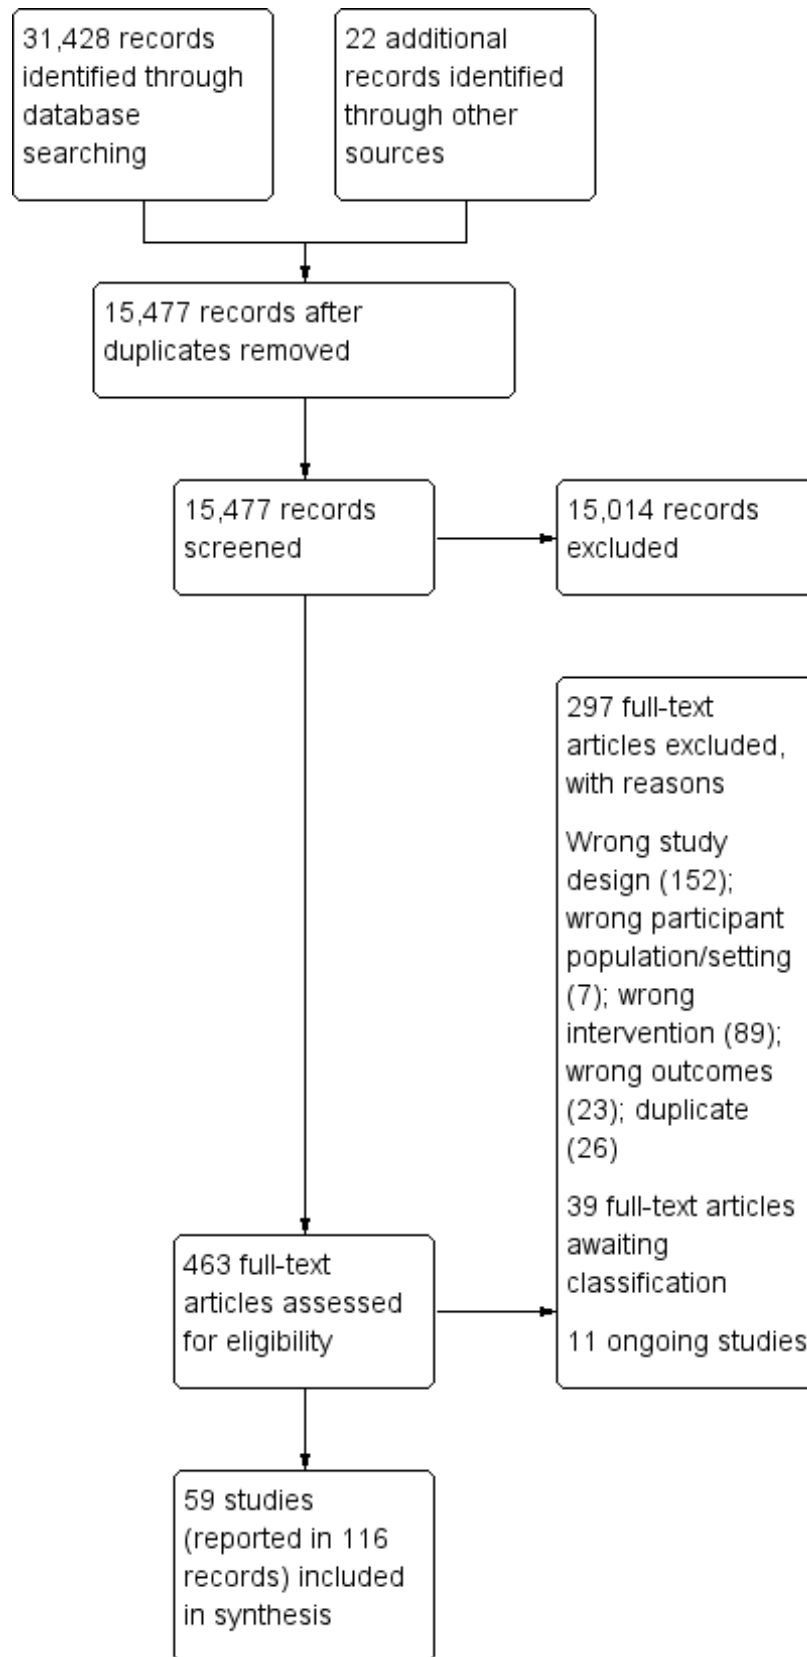 31,428 records
identified through
database
searching
22 additional
records identified
through other
sources
15,477 records after
duplicates removed
15,477 records
screened
15,014 records
excluded
297 full-text
articles excluded,
with reasons
Wrong study
design (152);
wrong participant
population/setting
(7); wrong
intervention (89);
wrong outcomes
(23); duplicate
(26)
39 full-text articles
awaiting
classification
11 ongoing studies
463 full-text
articles assessed
for eligibility
59 studies
(reported in 116
records) included
in synthesis